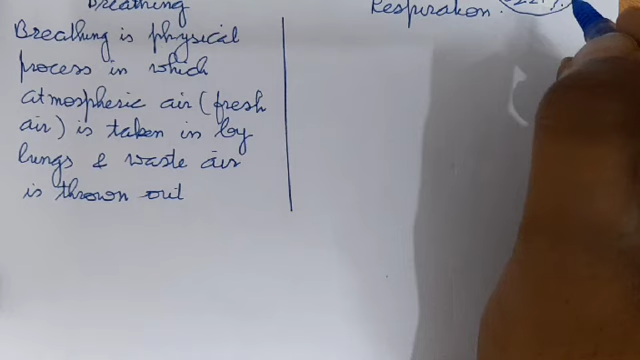 Breathing
Respiration.
Breathing is physical
process in which
atmospheric air (fresh
air) is taken in by
lungs & waste air
is thrown out